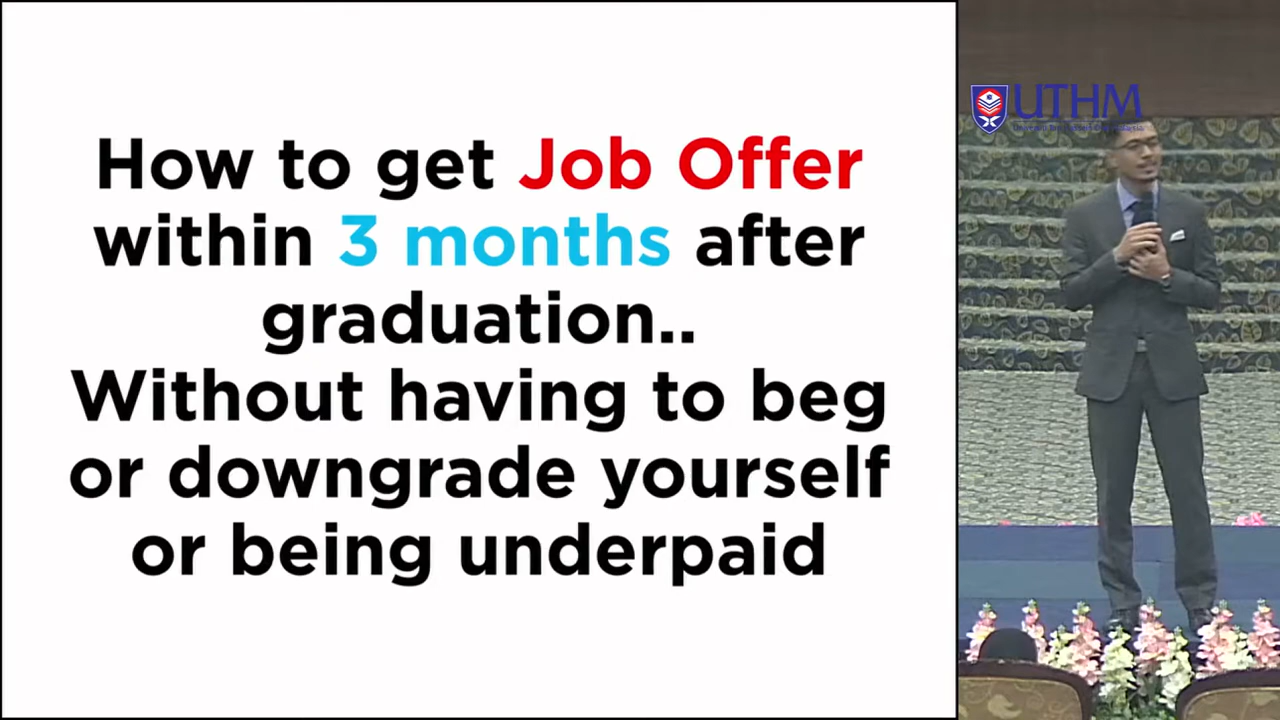 How to get Job Offer
within 3 months after
graduation..
Without having to beg
or downgrade yourself
or being underpaid
UTHM